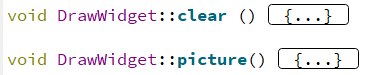 void DrawWidget::clear () {...}
void DrawWidget::picture() {...}